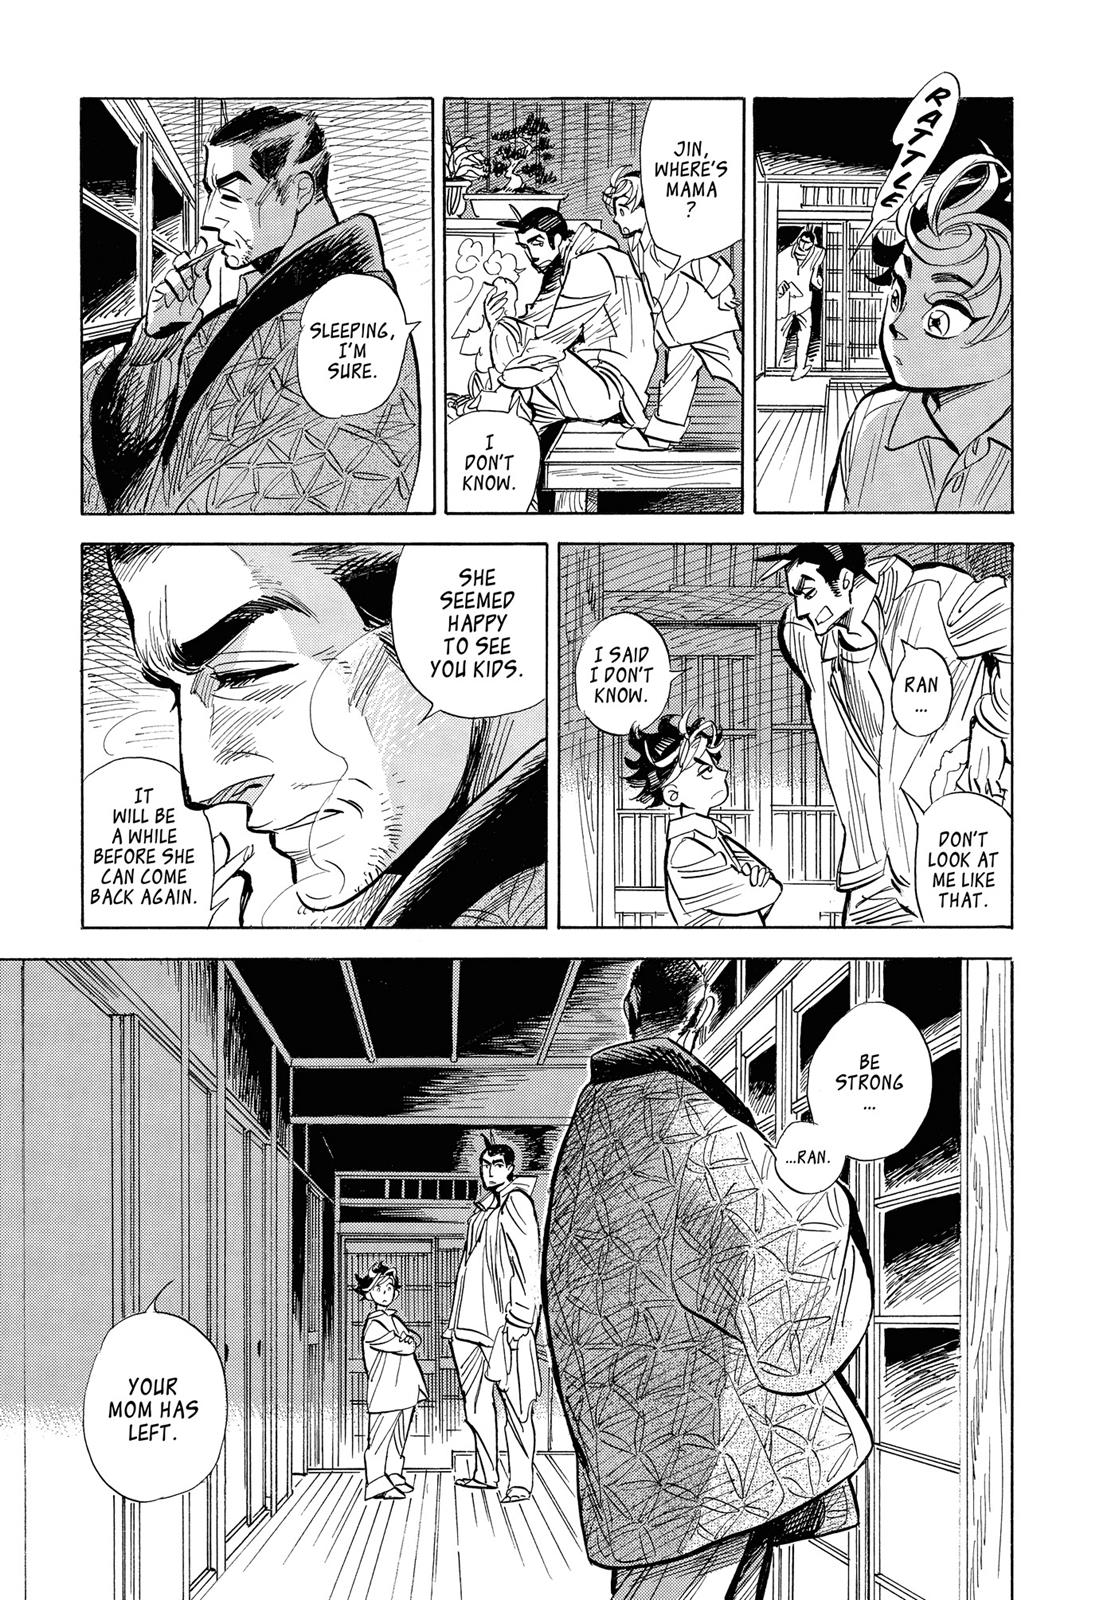 RATTLE
JIN,
WHERE'S
MAMA
?
I
DON'T
KNOW.
SLEEPING,
I'M
SURE.
RAN
...
DON'T
LOOK AT
ME LIKE
THAT.
I SAID
I DON'T
KNOW.
SHE
SEEMED
HAPPY
TO SEE
YOU KIDS.
IT
WILL BE
A WHILE
BEFORE SHE
CAN COME
BACK AGAIN.
BE
STRONG
...
...RAN.
YOUR
MOM HAS
LEFT.